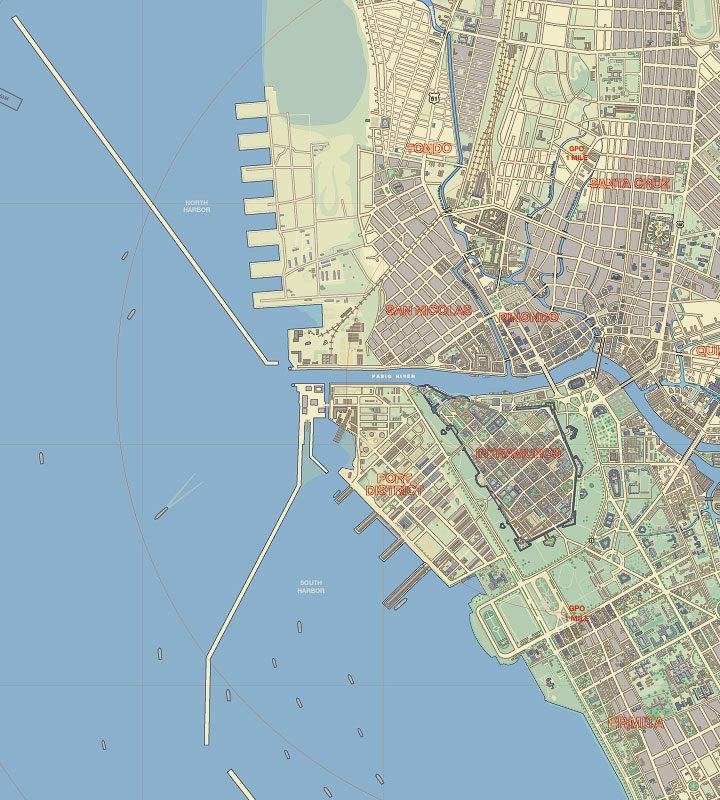 61
TONDO
GPO
1 MILE
SANTA CRUZ
NORTH
HARBOR
SAN NICOLAS
BINONDO
QUI
PASIG RIVER
INTRAMUROS
PORT
DISTRICT
SOUTH
HARBOR
GPO
1 MILE
ERMITA